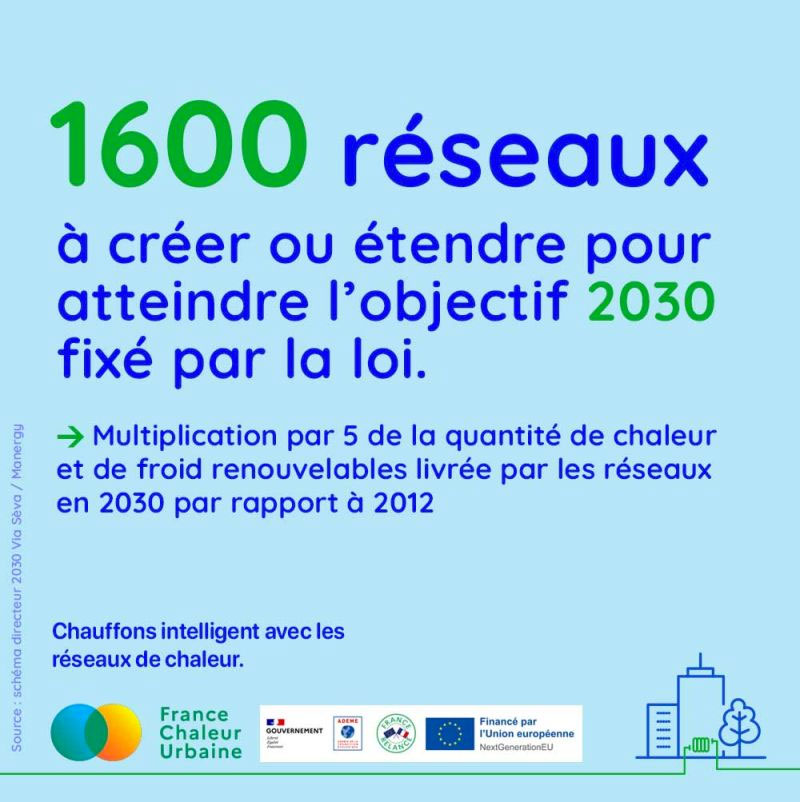 1600 réseaux
à créer ou étendre pour
atteindre l'objectif 2030
fixé par la loi.
→ Multiplication par 5 de la quantité de chaleur
et de froid renouvelables livrée par les réseaux
en 2030 par rapport à 2012
Source : schéma directeur 2030 Via Sèva / Manergy
Chauffons intelligent avec les
réseaux de chaleur.
France
Chaleur
Urbaine
GOUVERNEMENT
Liberté
Égalité
Fraternité
ADEME
FRANCE
RELANCE
Financé par
l'Union européenne
NextGenerationEU